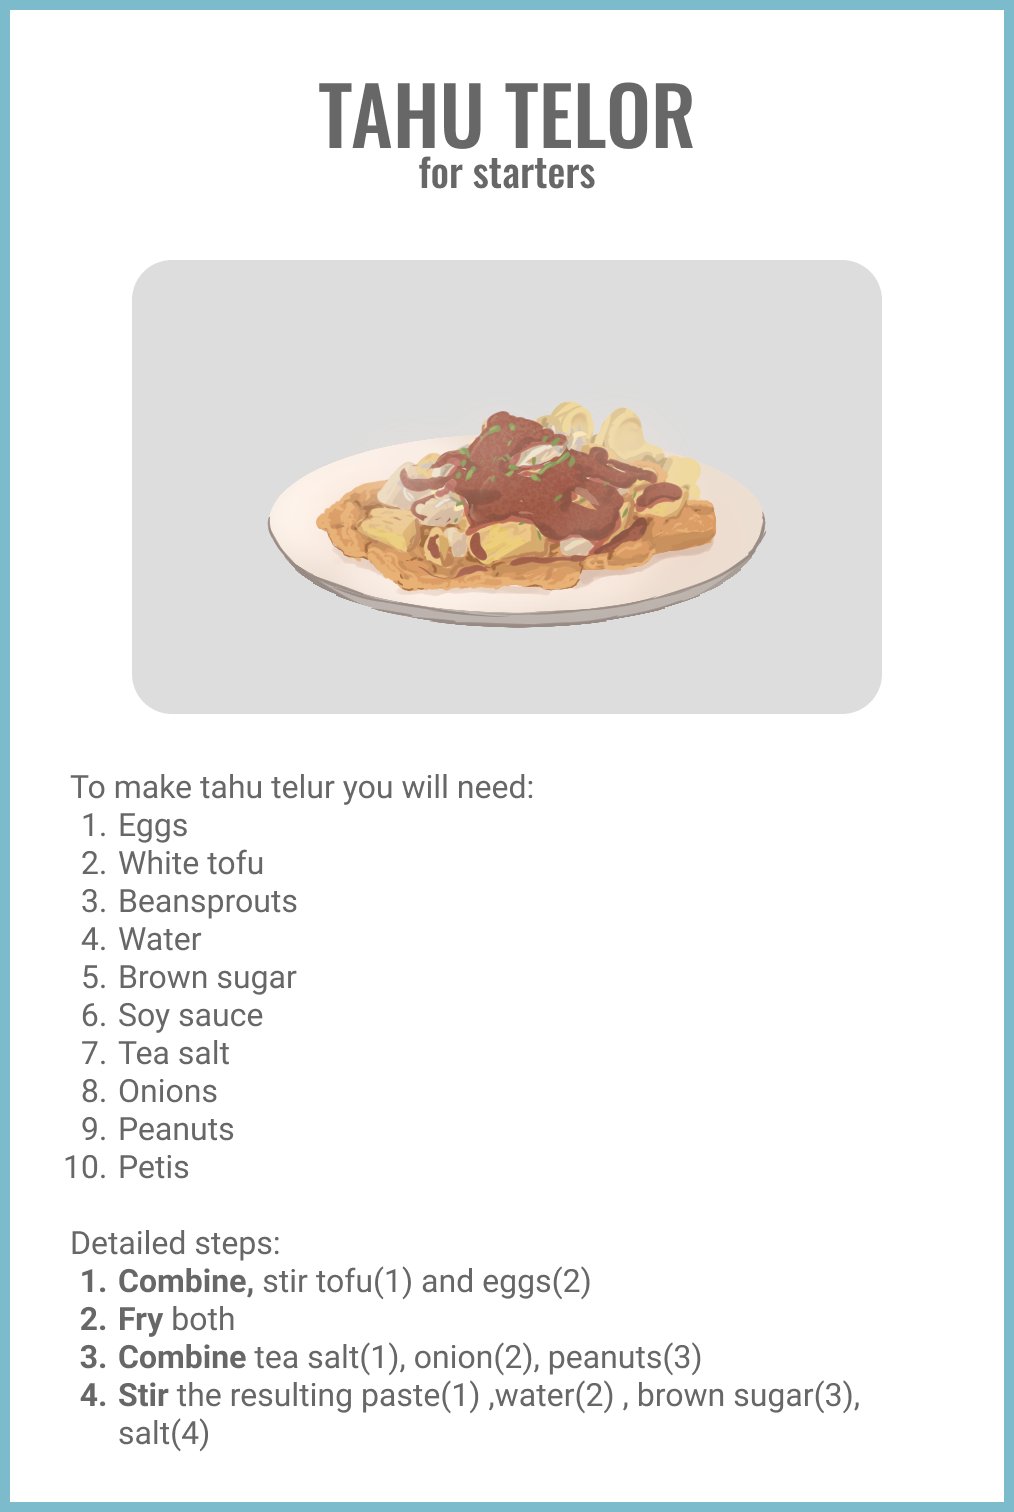 TAHU TELOR
for starters
To make tahu telur you will need:
1. Eggs
2. White tofu
3. Beansprouts
4. Water
5. Brown sugar
6. Soy sauce
7. Tea salt
8. Onions
9. Peanuts
10. Petis
Detailed steps:
1. Combine, stir tofu(1) and eggs(2)
2. Fry both
3. Combine tea salt(1), onion(2), peanuts(3)
4. Stir the resulting paste(1) ,water(2) , brown sugar(3),
salt(4)